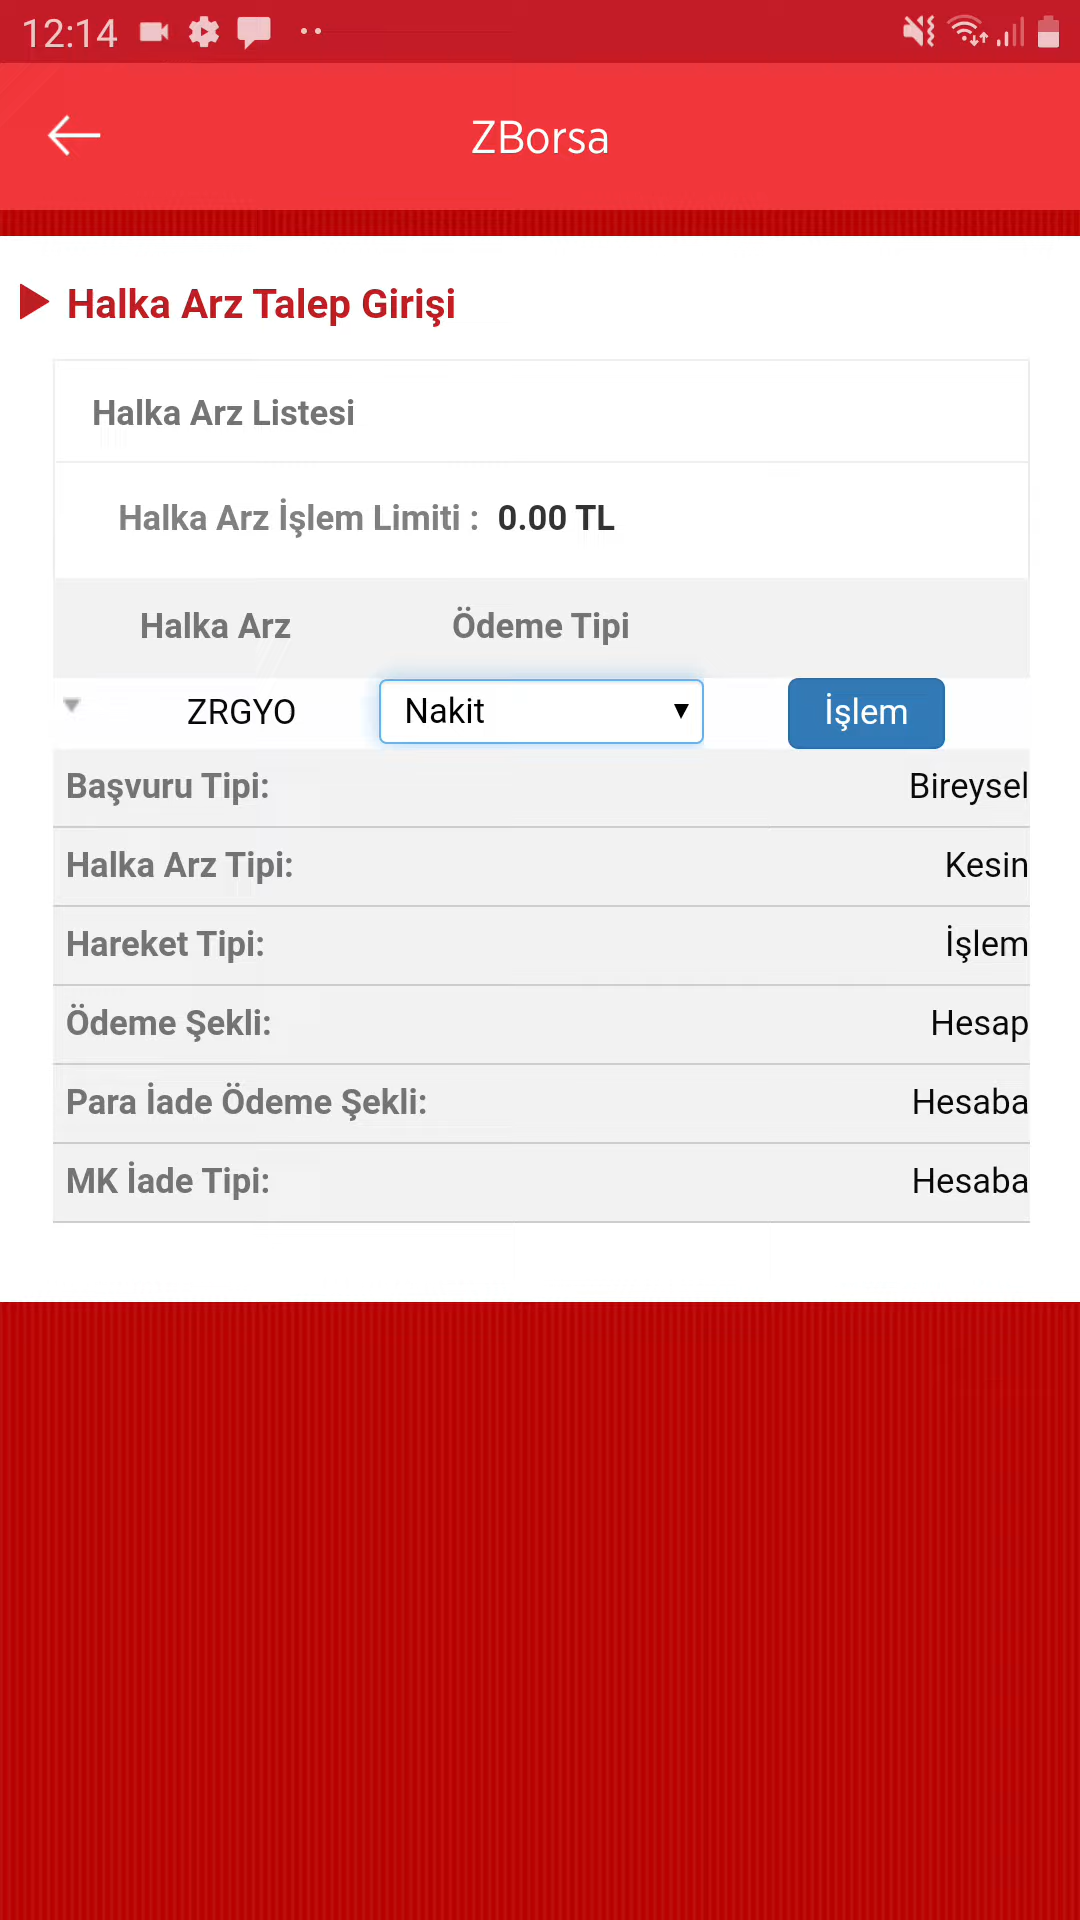 12:14
ZBorsa
Halka Arz Talep Girişi
Halka Arz Listesi
Halka Arz İşlem Limiti : 0.00 TL
Halka Arz Ödeme Tipi
ZRGYO Nakit İşlem
Başvuru Tipi: Bireysel
Halka Arz Tipi: Kesin
Hareket Tipi: İşlem
Ödeme Şekli: Hesap
Para İade Ödeme Şekli: Hesaba
MK İade Tipi: Hesaba